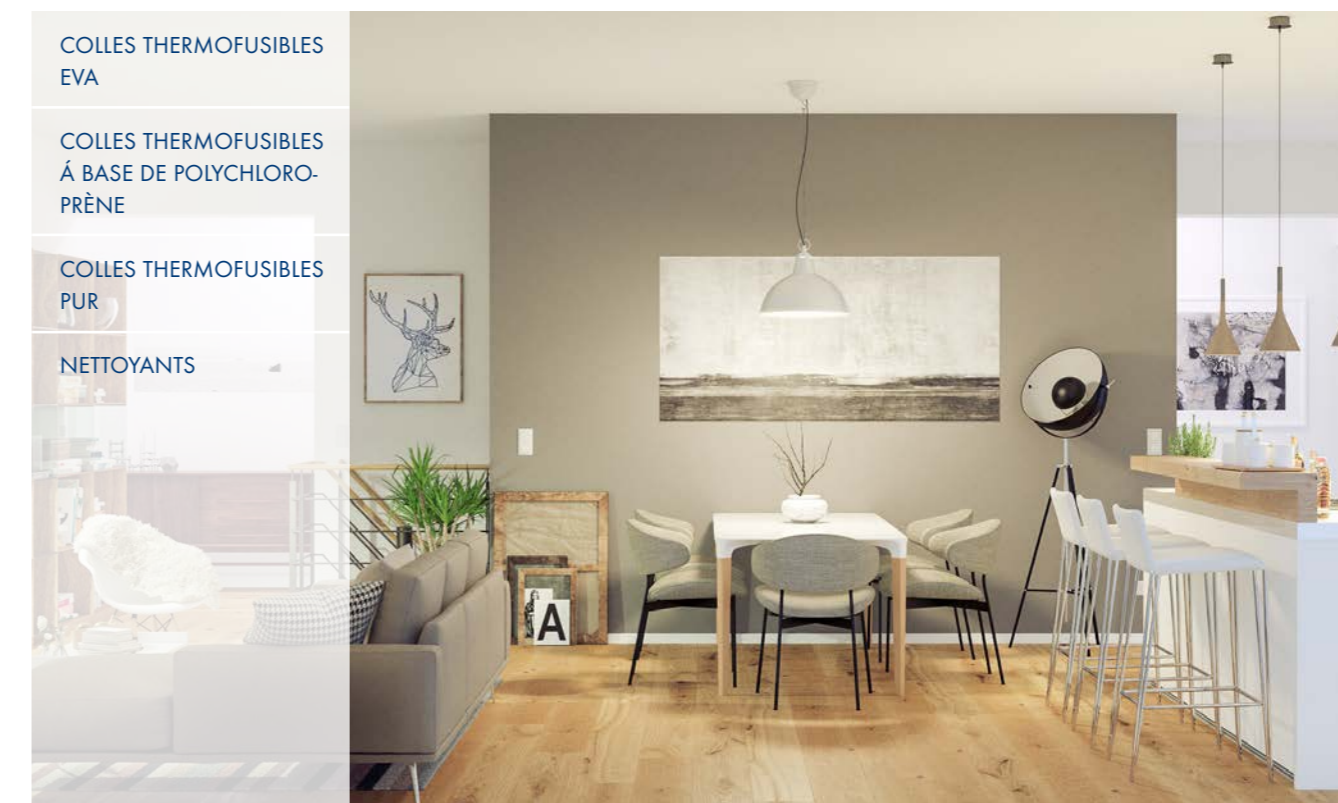 COLLES THERMOFUSIBLES
EVA
COLLES THERMOFUSIBLES
Á BASE DE POLYCHLORO-
PRÈNE
COLLES THERMOFUSIBLES
PUR
NETTOYANTS
A